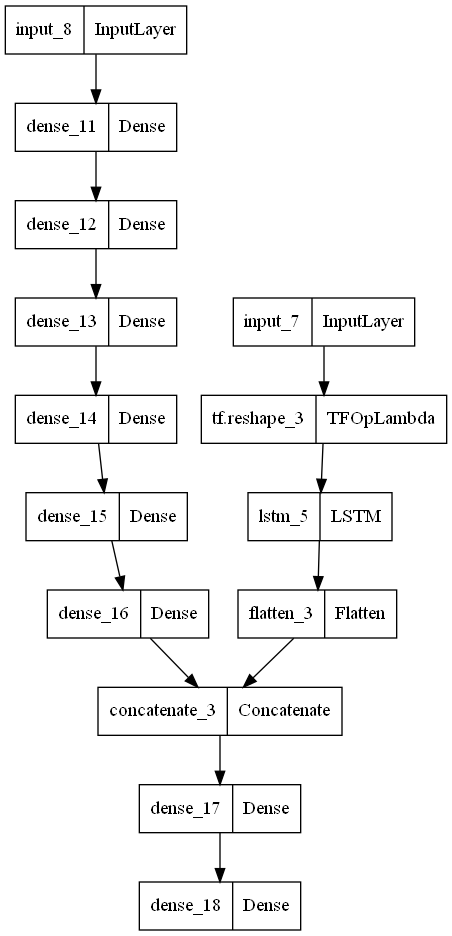 input_8 InputLayer
dense_11 Dense
dense_12 Dense
dense_13 Dense
input_7 InputLayer
dense_14 Dense
tf.reshape_3 TFOpLambda
dense_15 Dense
lstm_5 LSTM
dense_16 Dense
flatten_3 Flatten
concatenate_3 Concatenate
dense_17 Dense
dense_18 Dense